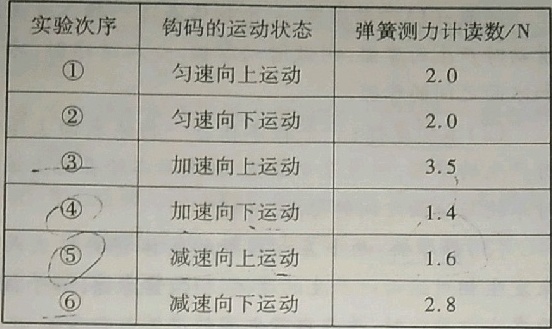 实验次序 钩码的运动状态 弹簧测力计读数/N
① 匀速向上运动 2.0
② 匀速向下运动 2.0
③ 加速向上运动 3.5
④ 加速向下运动 1.4
⑤ 减速向上运动 1.6
⑥ 减速向下运动 2.8